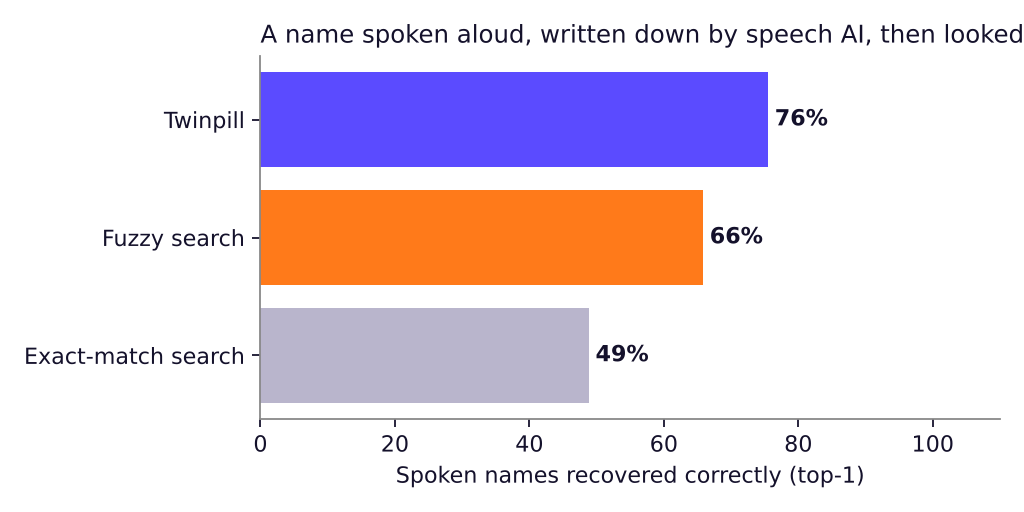 A name spoken aloud, written down by speech AI, then looked
Twinpill
76%
Fuzzy search
66%
Exact-match search
49%
0 20 40 60 80 100
Spoken names recovered correctly (top-1)